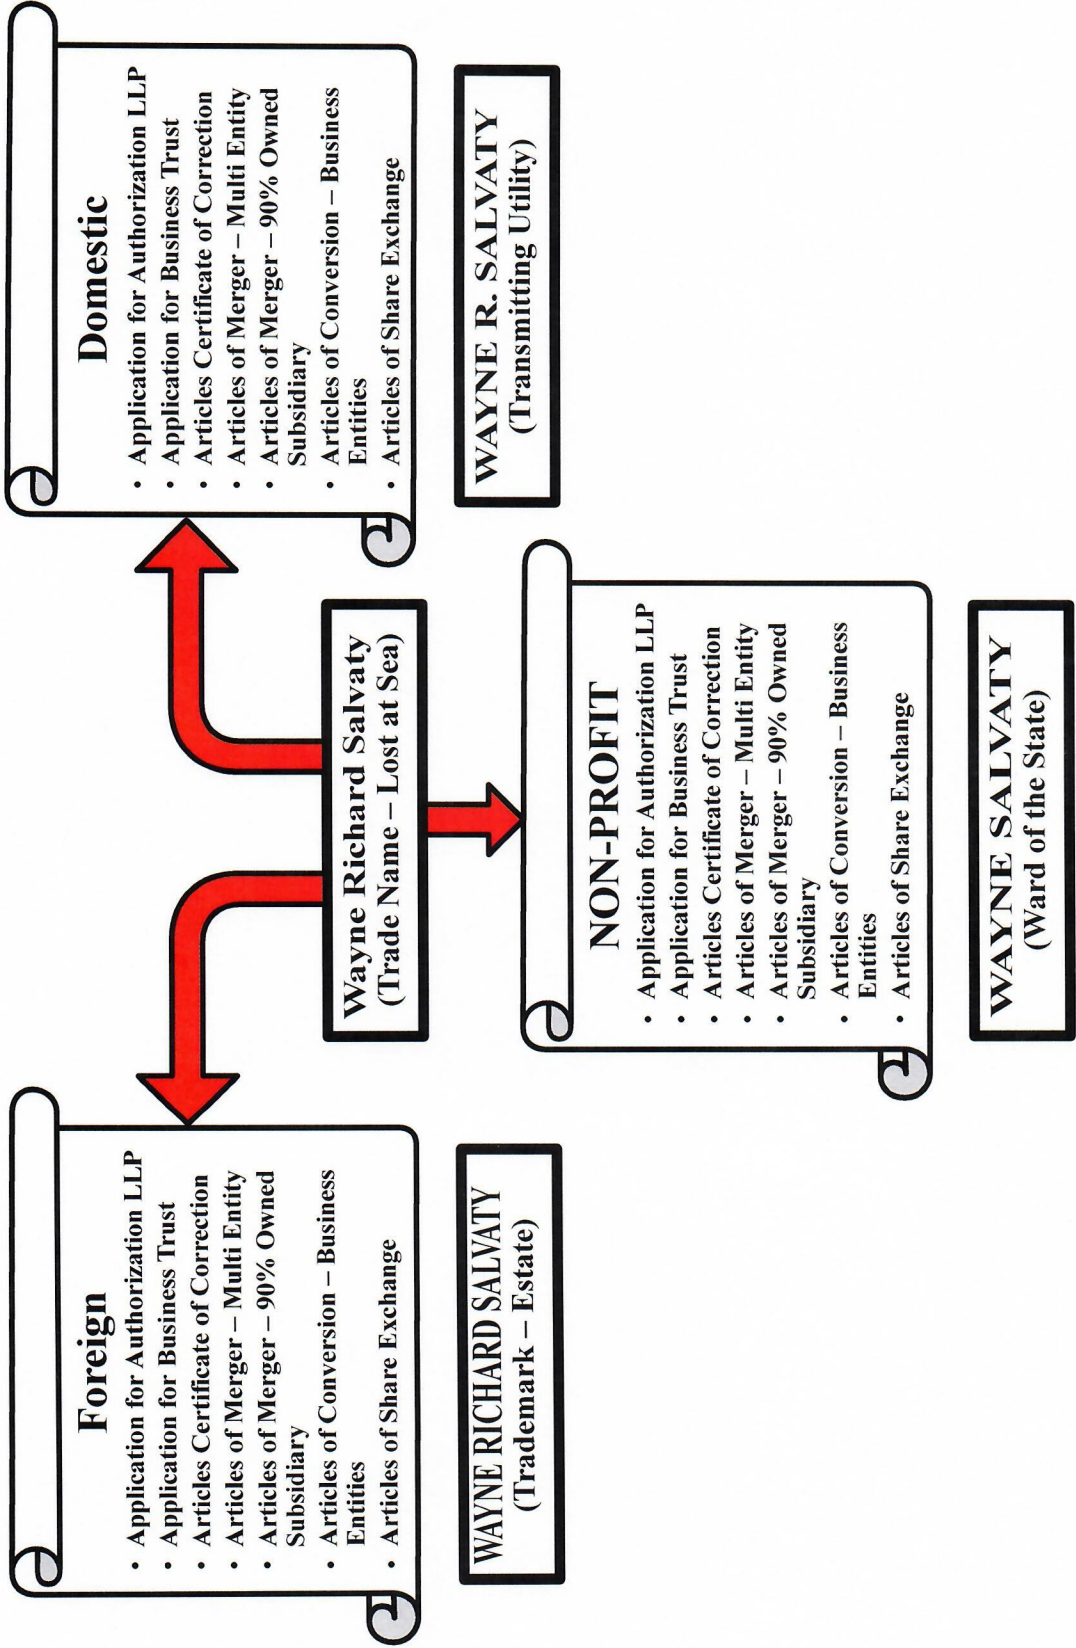 Foreign
• Application for Authorization LLP
• Application for Business Trust
• Articles Certificate of Correction
• Articles of Merger – Multi Entity
• Articles of Merger – 90% Owned
Subsidiary
• Articles of Conversion – Business
Entities
• Articles of Share Exchange
WAYNE RICHARD SALVATY
(Trademark – Estate)
Wayne Richard Salvaty
(Trade Name – Lost at Sea)
NON-PROFIT
• Application for Authorization LLP
• Application for Business Trust
• Articles Certificate of Correction
• Articles of Merger – Multi Entity
• Articles of Merger – 90% Owned
Subsidiary
• Articles of Conversion – Business
Entities
• Articles of Share Exchange
WAYNE SALVATY
(Ward of the State)
Domestic
• Application for Authorization LLP
• Application for Business Trust
• Articles Certificate of Correction
• Articles of Merger – Multi Entity
• Articles of Merger – 90% Owned
Subsidiary
• Articles of Conversion – Business
Entities
• Articles of Share Exchange
WAYNE R. SALVATY
(Transmitting Utility)